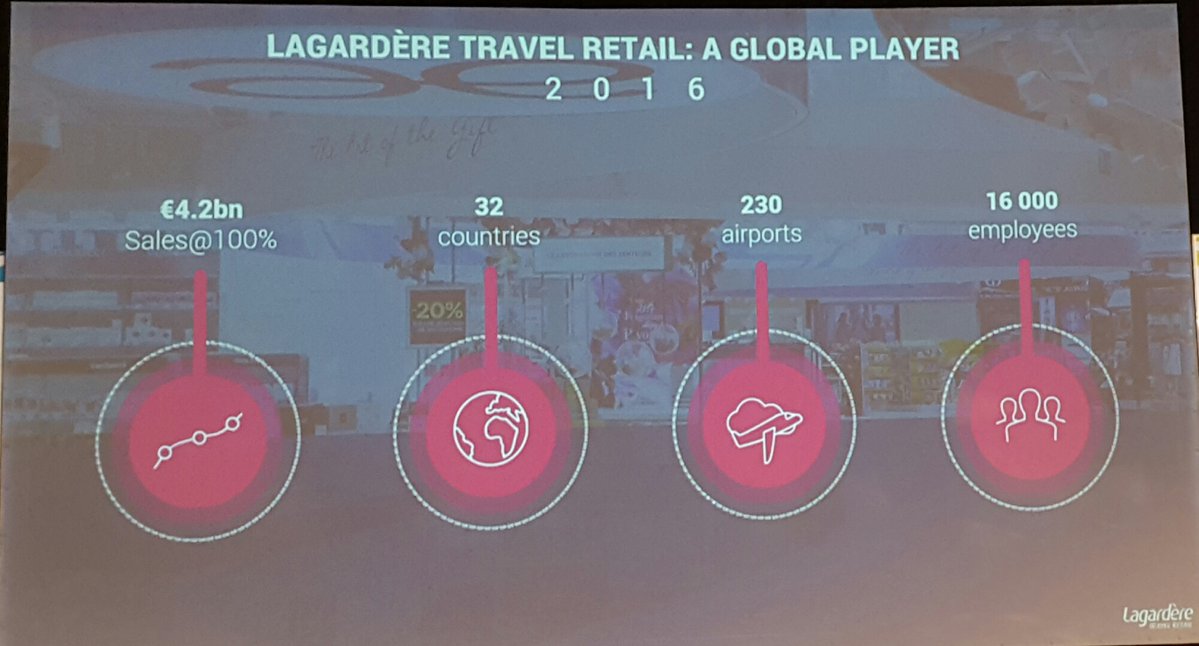 LAGARDÈRE TRAVEL RETAIL: A GLOBAL PLAYER
2 0 1 6
The Art of the Gift
€4.2bn
Sales@100%
32
countries
230
airports
16 000
employees
-20%
Lagardère
TRAVEL RETAIL